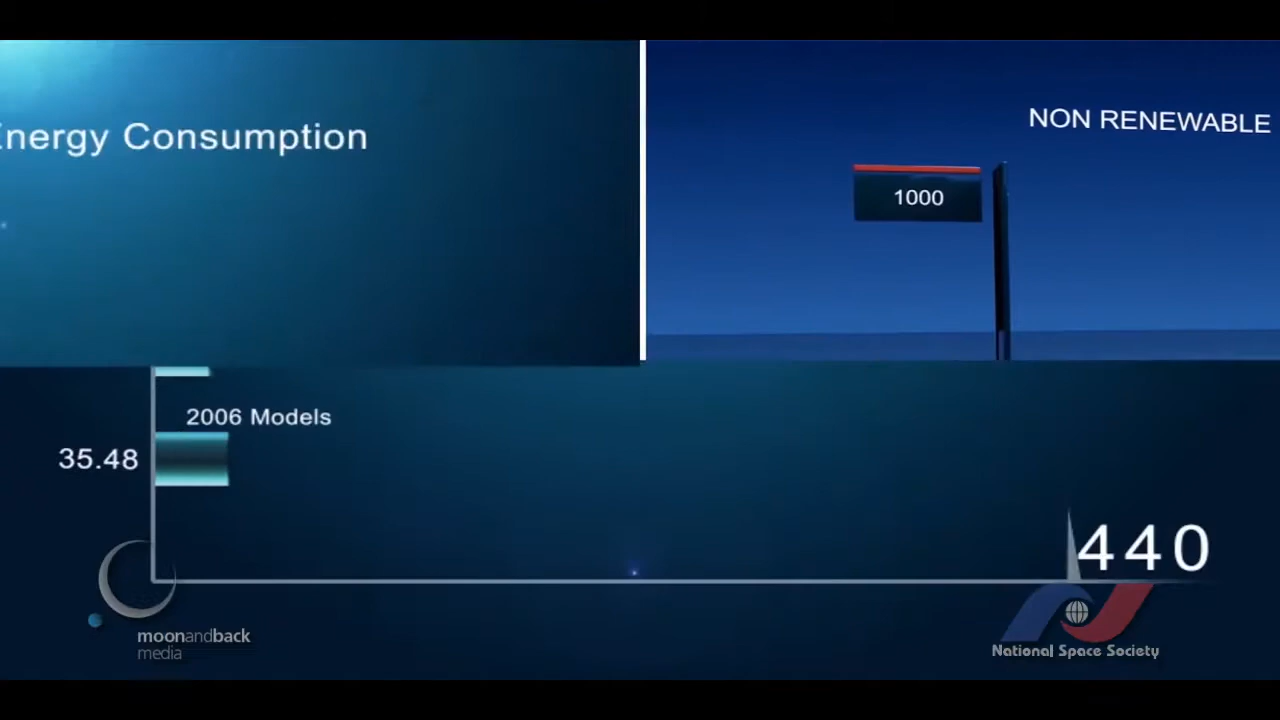 Energy Consumption
NON RENEWABLE
1000
2006 Models
35.48
440
moonandback
media
National Space Society